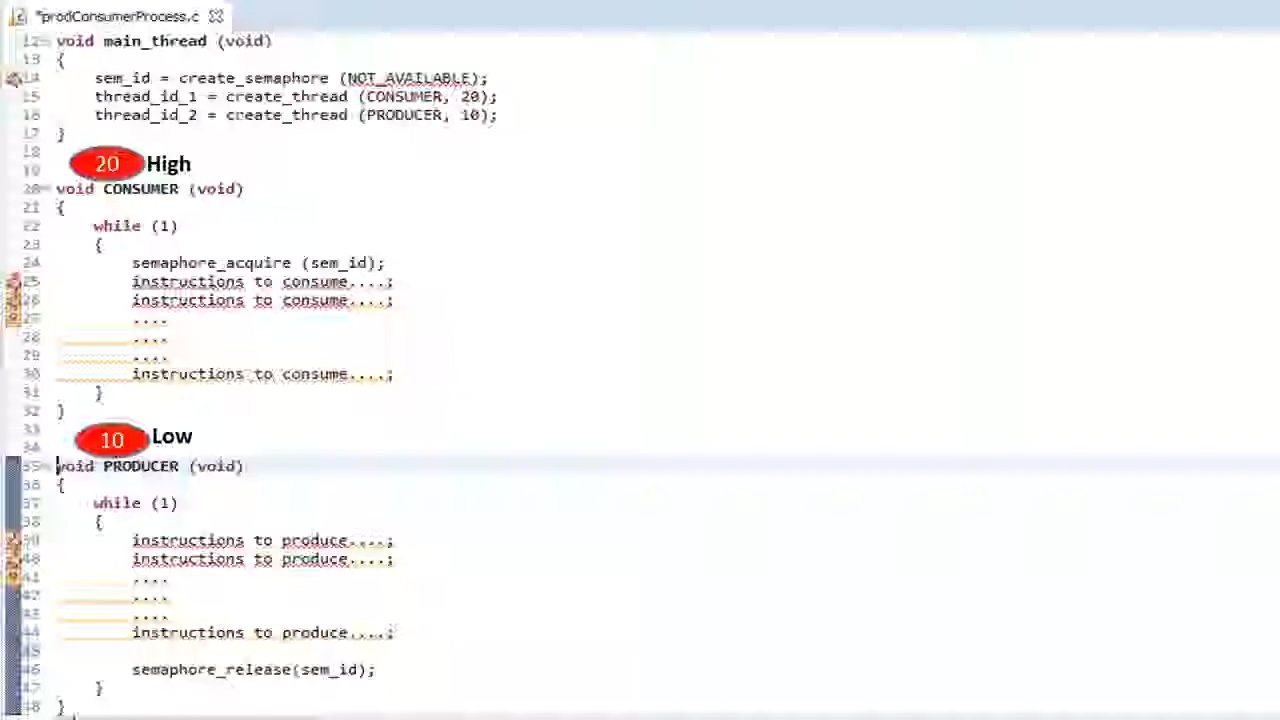 *prodConsumerProcess.c
12 void main_thread (void)
13 {
14 sem_id = create_semaphore (NOT_AVAILABLE);
15 thread_id_1 = create_thread (CONSUMER, 20);
16 thread_id_2 = create_thread (PRODUCER, 10);
17 }
18
20 High
19
20 void CONSUMER (void)
21 {
22 while (1)
23 {
24 semaphore_acquire (sem_id);
25 instructions to consume....;
26 instructions to consume....;
27 ....
28 ....
29 ....
30 instructions to consume....;
31 }
32 }
33
10 Low
34
35 void PRODUCER (void)
36 {
37 while (1)
38 {
39 instructions to produce....;
40 instructions to produce....;
41 ....
42 ....
43 ....
44 instructions to produce....;
45
46 semaphore_release(sem_id);
47 }
48 }